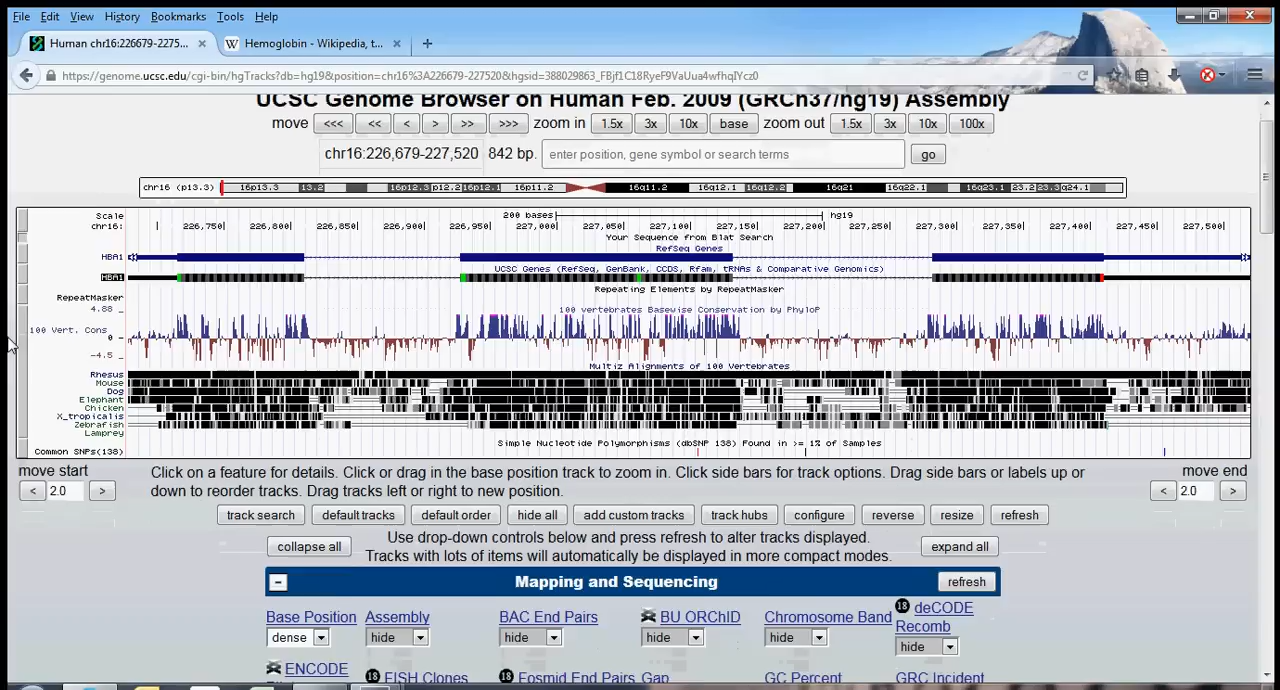 File Edit View History Bookmarks Tools Help
Human chr16:226679-2275... × W Hemoglobin - Wikipedia, t... × +
https://genome.ucsc.edu/cgi-bin/hgTracks?db=hg19&position=chr16%3A226679-227520&hgsid=388029863_FBjf1C18RyeF9VaUua4wfhqlYcz0
UCSC Genome Browser on Human Feb. 2009 (GRCh37/hg19) Assembly
move <<< << < > >> >>> zoom in 1.5x 3x 10x base zoom out 1.5x 3x 10x 100x
chr16:226,679-227,520 842 bp. enter position, gene symbol or search terms go
chr16 (p13.3) 16p13.3 13.2 16p12.3 p12.2 16p12.1 16p11.2 16q11.2 16q12.1 16q12.2 16q21 16q22.1 16q23.1 23.2 23.3 q24.1
Scale 200 bases hg19
chr16: 226,750 226,800 226,850 226,900 226,950 227,000 227,050 227,100 227,150 227,200 227,250 227,300 227,350 227,400 227,450 227,500
Your Sequence from Blat Search
RefSeq Genes
HBA1
UCSC Genes (RefSeq, GenBank, CCDS, Rfam, tRNAs & Comparative Genomics)
HBA1
Repeating Elements by RepeatMasker
RepeatMasker
100 vertebrates Basewise Conservation by PhyloP
4.88
100 Vert. Cons
0
-4.5
Multiz Alignments of 100 Vertebrates
Rhesus
Mouse
Dog
Elephant
Chicken
X_tropicalis
Zebrafish
Lamprey
Simple Nucleotide Polymorphisms (dbSNP 138) Found in >= 1% of Samples
Common SNPs(138)
move start Click on a feature for details. Click or drag in the base position track to zoom in. Click side bars for track options. Drag side bars or labels up or move end
< 2.0 > down to reorder tracks. Drag tracks left or right to new position. < 2.0 >
track search default tracks default order hide all add custom tracks track hubs configure reverse resize refresh
collapse all Use drop-down controls below and press refresh to alter tracks displayed. expand all
Tracks with lots of items will automatically be displayed in more compact modes.
- Mapping and Sequencing refresh
Base Position Assembly BAC End Pairs BU ORChID Chromosome Band 18 deCODE Recomb
dense hide hide hide hide hide
ENCODE 18 FISH Clones 18 Fosmid End Pairs Gap GC Percent GRC Incident